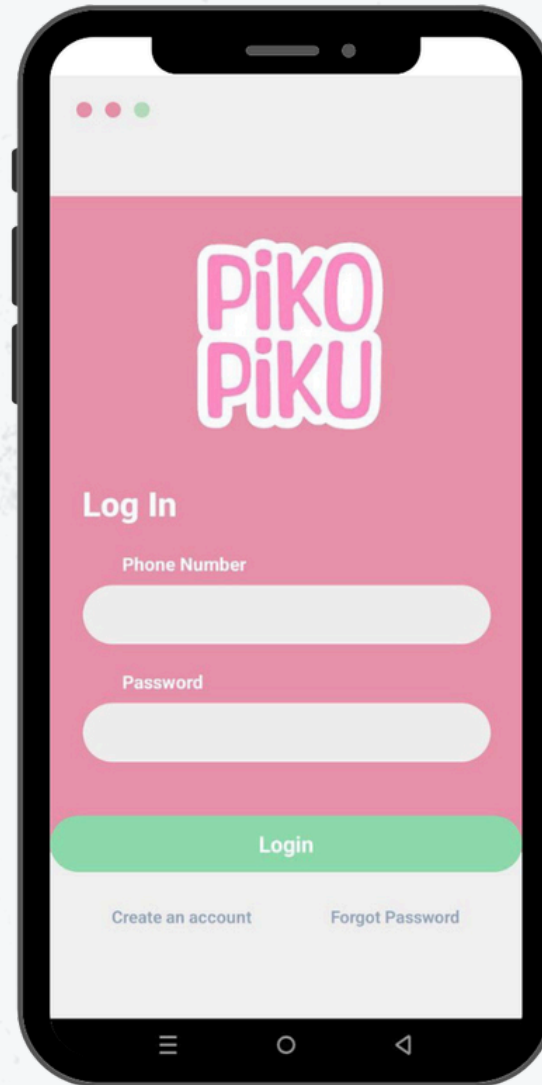 PiKO
PiKU
Log In
Phone Number
Password
Login
Create an account Forgot Password